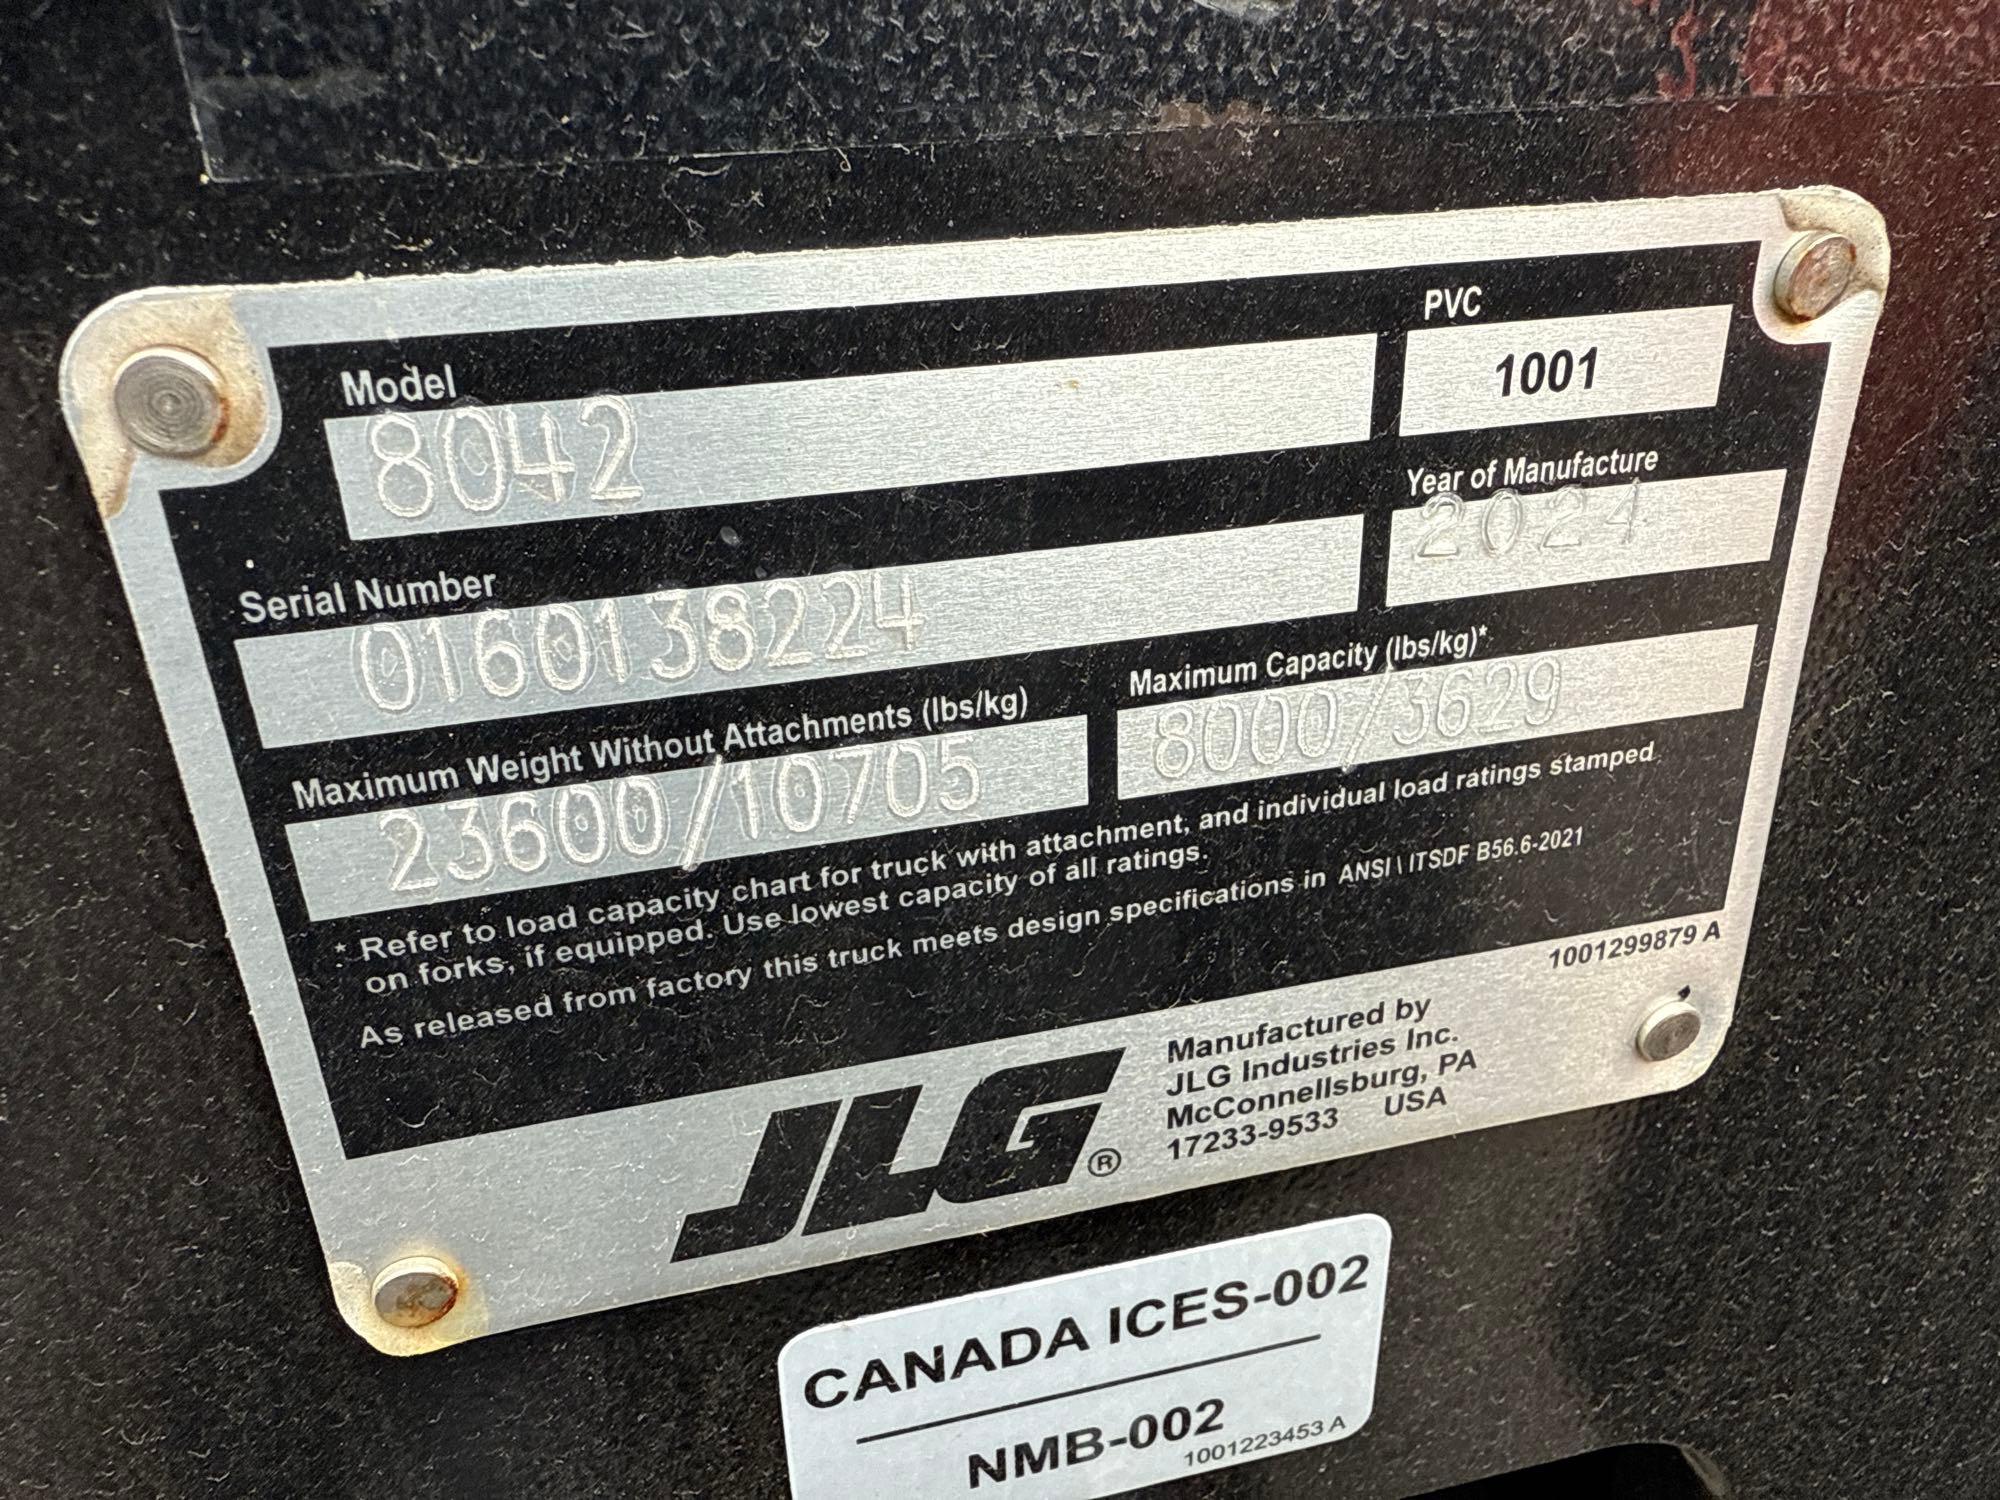 Model
8042
PVC
1001
Serial Number
0160138224
Year of Manufacture
2024
Maximum Weight Without Attachments (lbs/kg)
23600/10705
Maximum Capacity (lbs/kg)*
8000/3629
* Refer to load capacity chart for truck with attachment, and individual load ratings stamped
on forks, if equipped. Use lowest capacity of all ratings.
As released from factory this truck meets design specifications in ANSI \ ITSDF B56.6-2021
1001299879 A
JLG®
Manufactured by
JLG Industries Inc.
McConnellsburg, PA
17233-9533 USA
CANADA ICES-002
NMB-002
1001223453 A